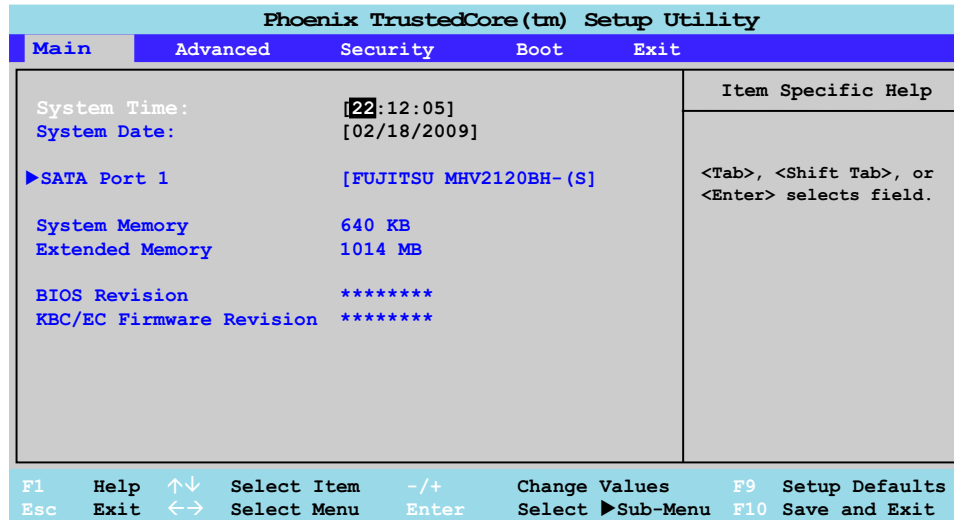 Phoenix TrustedCore(tm) Setup Utility
Main Advanced Security Boot Exit
System Time: [22:12:05]
System Date: [02/18/2009]
▶SATA Port 1 [FUJITSU MHV2120BH-(S]
System Memory 640 KB
Extended Memory 1014 MB
BIOS Revision ********
KBC/EC Firmware Revision ********
Item Specific Help
<Tab>, <Shift Tab>, or
<Enter> selects field.
F1 Help ↑↓ Select Item -/+ Change Values F9 Setup Defaults
Esc Exit ←→ Select Menu Enter Select ▶Sub-Menu F10 Save and Exit